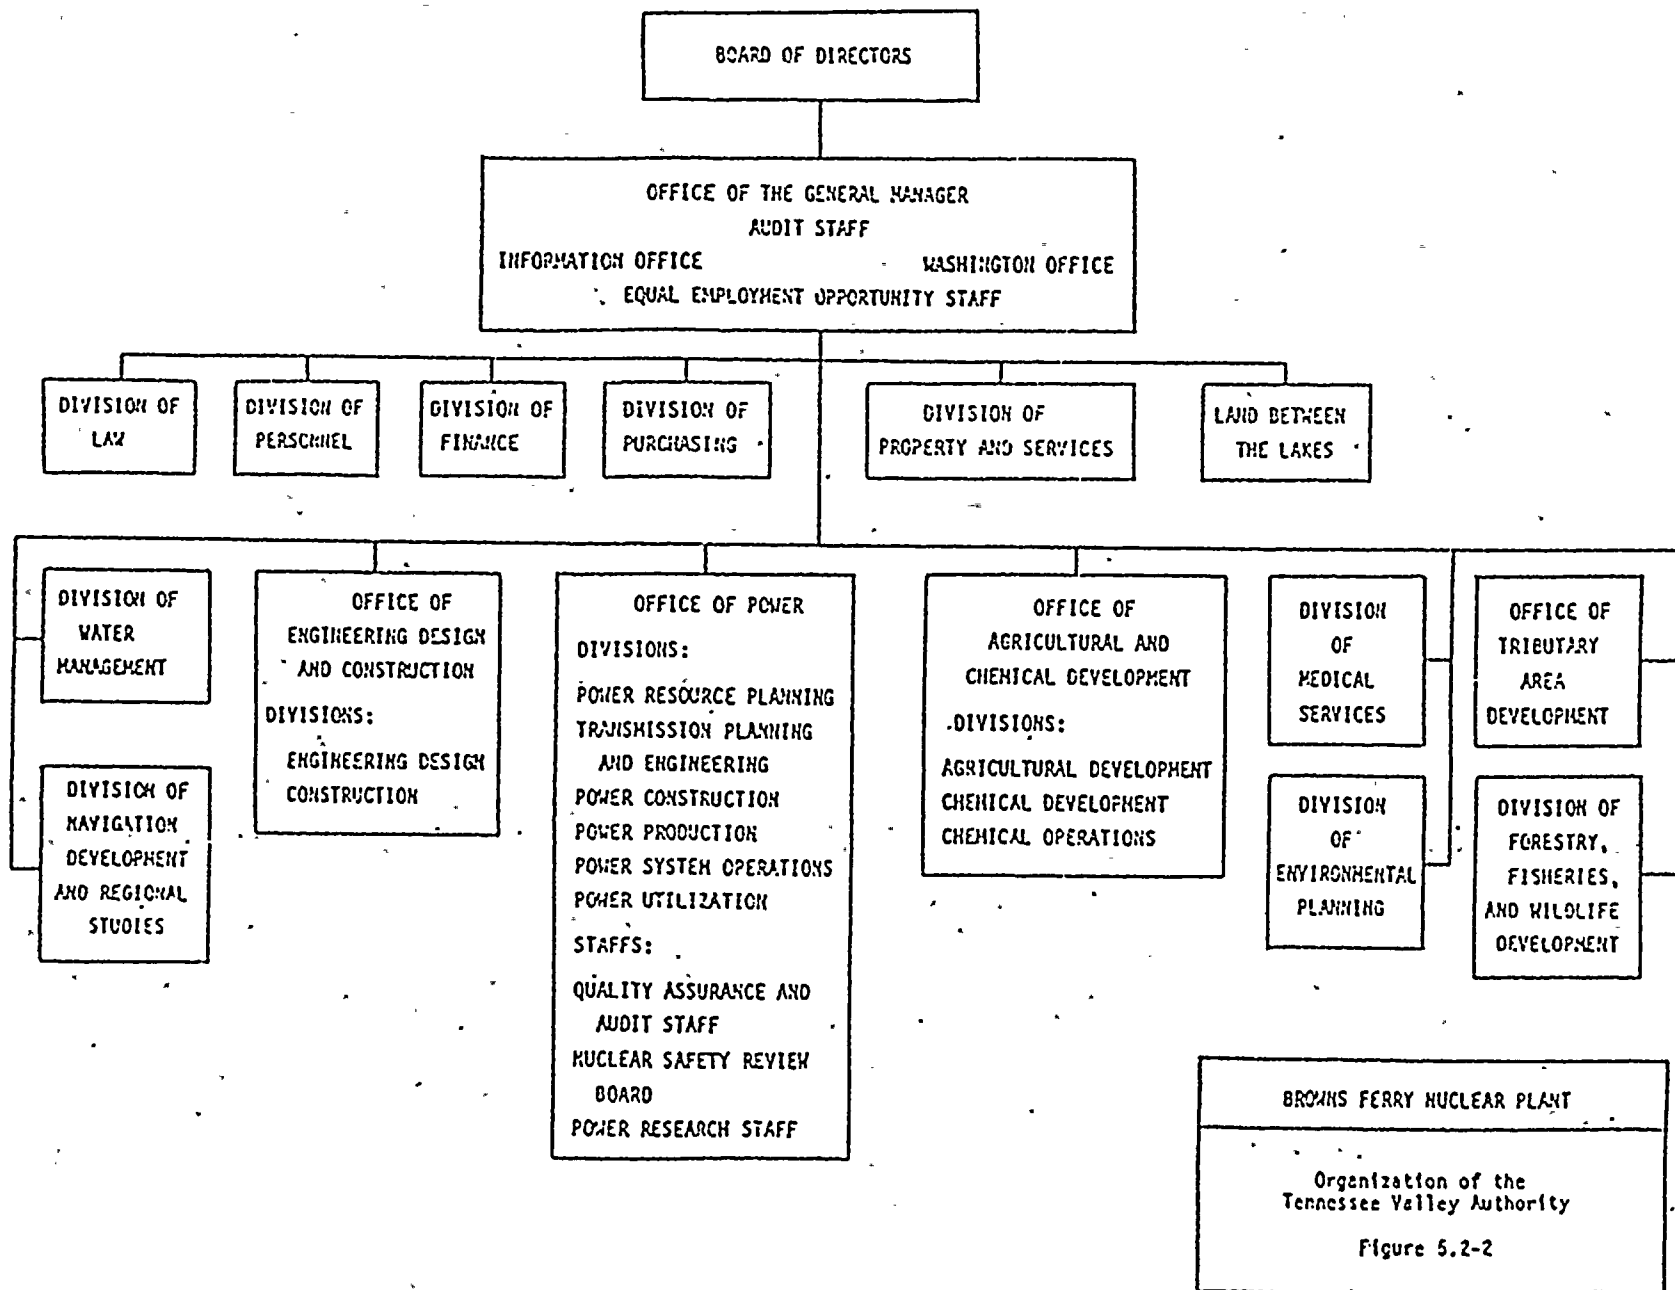 BOARD OF DIRECTORS
OFFICE OF THE GENERAL MANAGER
AUDIT STAFF
INFORMATION OFFICE WASHINGTON OFFICE
EQUAL EMPLOYMENT OPPORTUNITY STAFF
DIVISION OF
LAW
DIVISION OF
PERSONNEL
DIVISION OF
FINANCE
DIVISION OF
PURCHASING
DIVISION OF
PROPERTY AND SERVICES
LAND BETWEEN
THE LAKES
DIVISION OF
WATER
MANAGEMENT
DIVISION OF
NAVIGATION
DEVELOPMENT
AND REGIONAL
STUDIES
OFFICE OF
ENGINEERING DESIGN
AND CONSTRUCTION
DIVISIONS:
ENGINEERING DESIGN
CONSTRUCTION
OFFICE OF POWER
DIVISIONS:
POWER RESOURCE PLANNING
TRANSMISSION PLANNING
AND ENGINEERING
POWER CONSTRUCTION
POWER PRODUCTION
POWER SYSTEM OPERATIONS
POWER UTILIZATION
STAFFS:
QUALITY ASSURANCE AND
AUDIT STAFF
NUCLEAR SAFETY REVIEW
BOARD
POWER RESEARCH STAFF
OFFICE OF
AGRICULTURAL AND
CHEMICAL DEVELOPMENT
DIVISIONS:
AGRICULTURAL DEVELOPMENT
CHEMICAL DEVELOPMENT
CHEMICAL OPERATIONS
DIVISION
OF
MEDICAL
SERVICES
DIVISION
OF
ENVIRONMENTAL
PLANNING
OFFICE OF
TRIBUTARY
AREA
DEVELOPMENT
DIVISION OF
FORESTRY,
FISHERIES,
AND WILDLIFE
DEVELOPMENT
BROWNS FERRY NUCLEAR PLANT
Organization of the
Tennessee Valley Authority
Figure 5.2-2